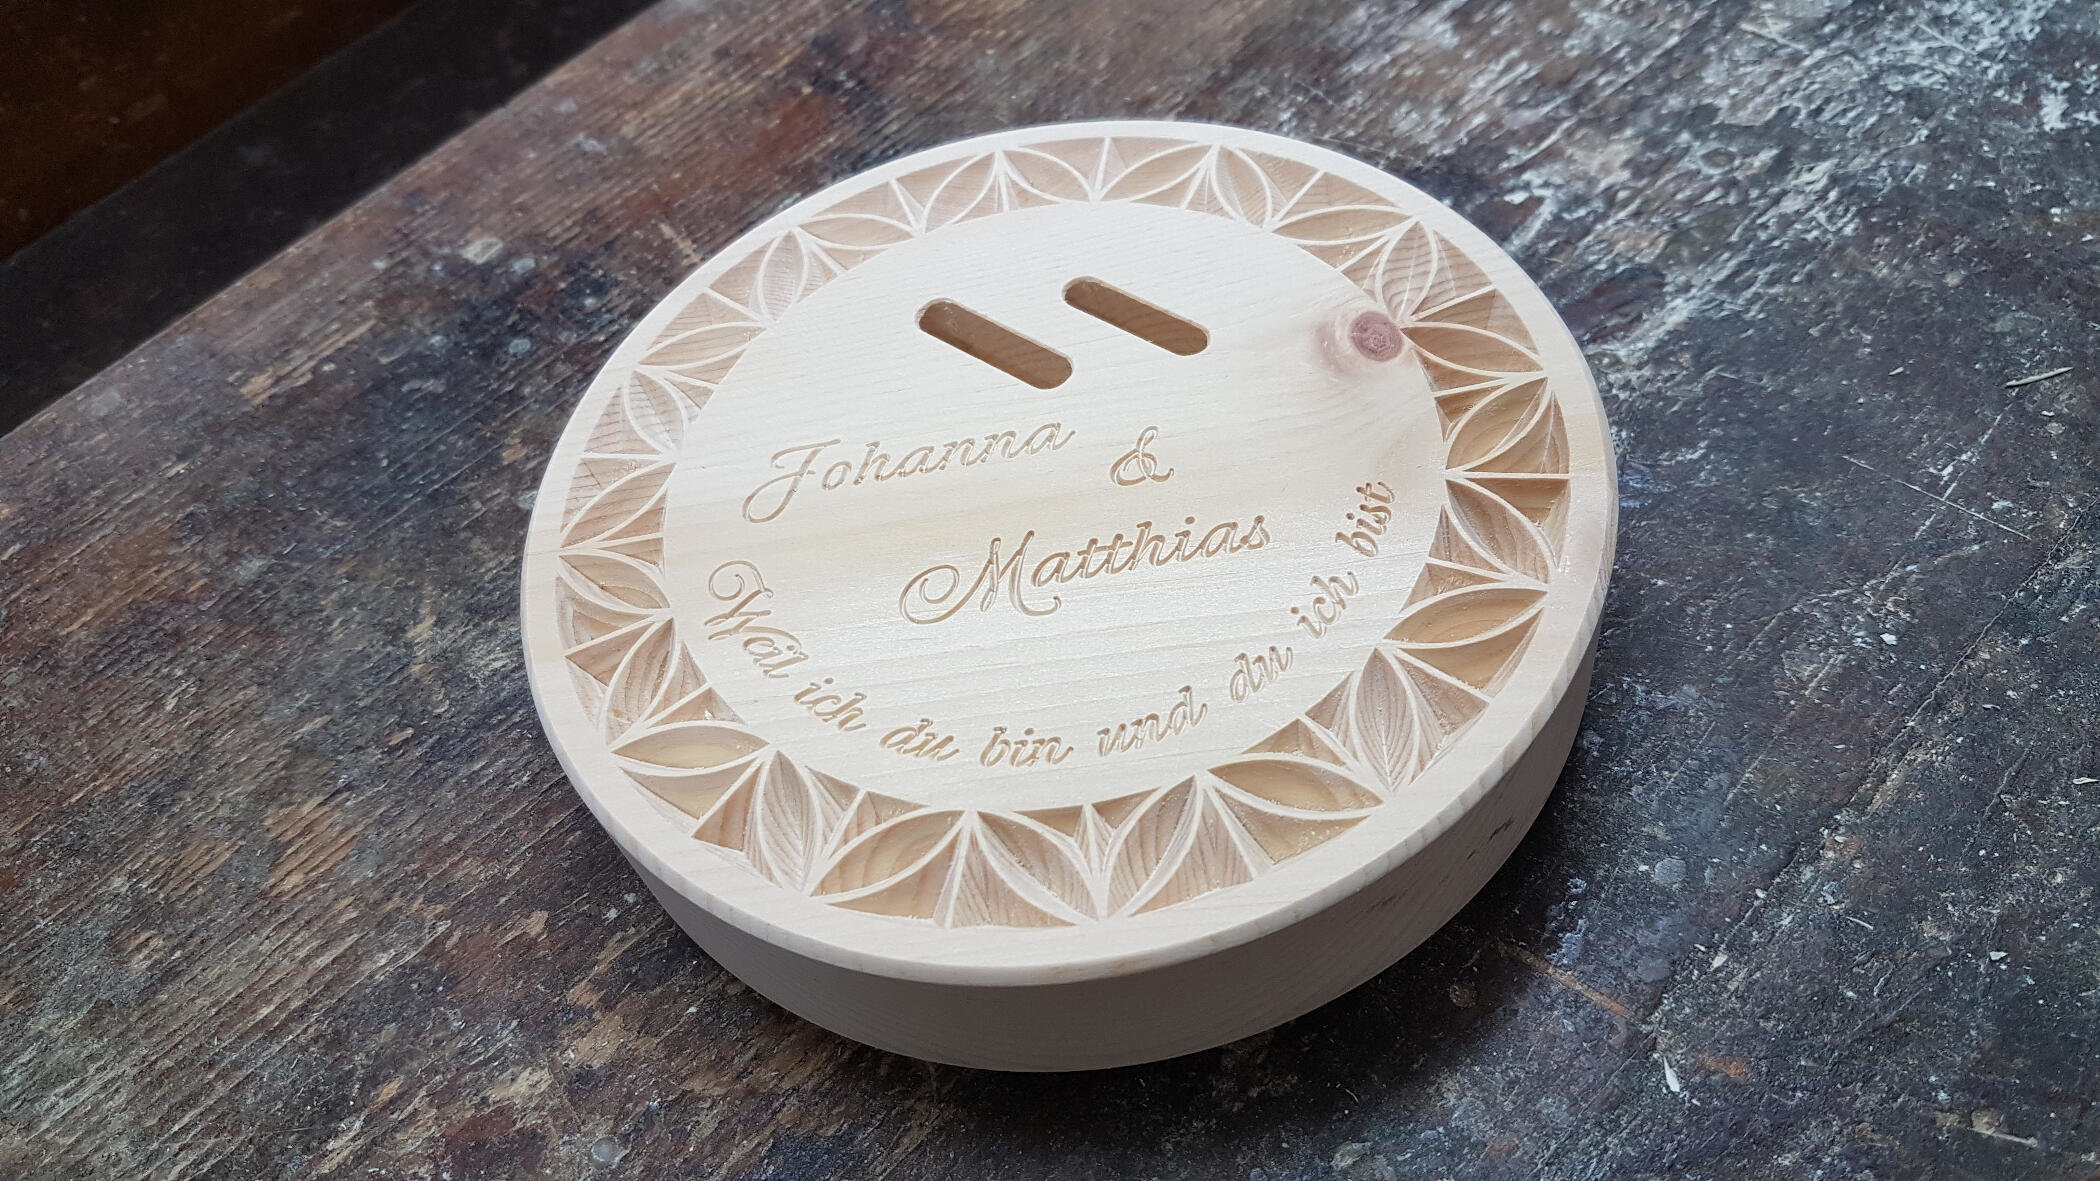 Johanna
&
Matthias
Weil ich du bin und du ich bist